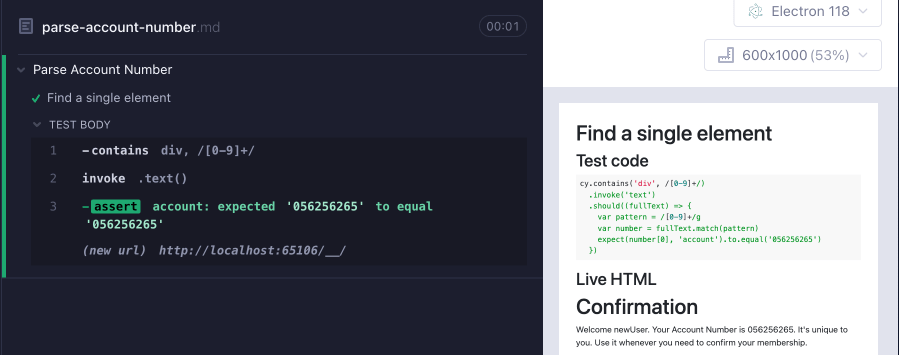 parse-account-number.md
00:01
Parse Account Number
Find a single element
TEST BODY
1 -contains div, /[0-9]+/
2 invoke .text()
3 -assert account: expected '056256265' to equal
'056256265'
(new url) http://localhost:65106/__/
Electron 118
600x1000 (53%)
Find a single element
Test code
cy.contains('div', /[0-9]+/)
.invoke('text')
.should((fullText) => {
var pattern = /[0-9]+/g
var number = fullText.match(pattern)
expect(number[0], 'account').to.equal('056256265')
})
Live HTML
Confirmation
Welcome newUser. Your Account Number is 056256265. It's unique to
you. Use it whenever you need to confirm your membership.